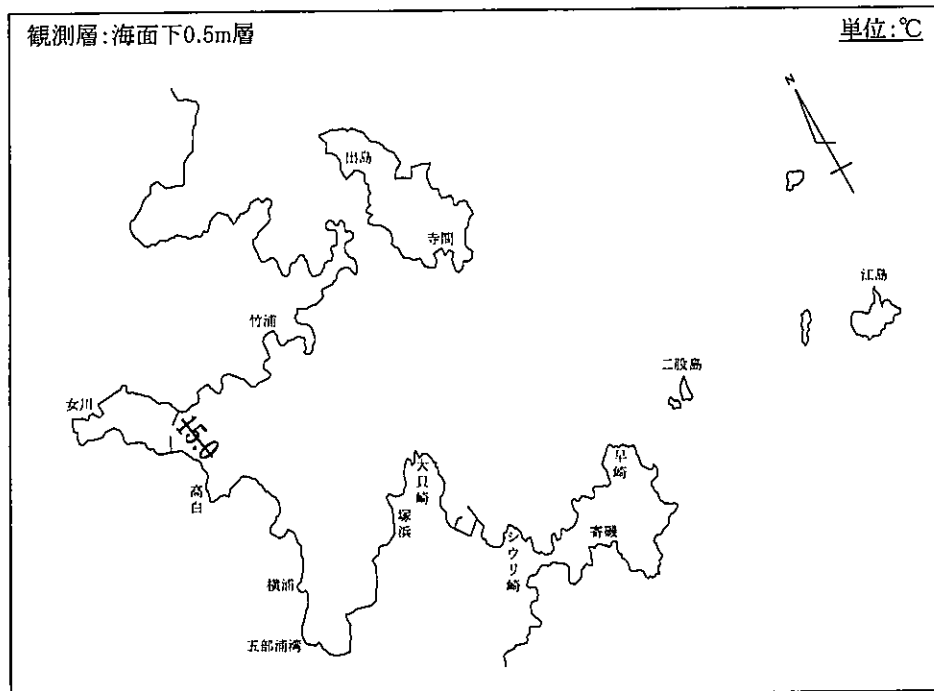 観測層:海面下0.5m層
単位:℃
N
出島
寺間
江島
竹浦
二股島
女川
15.0
高白
大貝崎
早崎
塚浜
寄磯
シウリ崎
横浦
五部浦湾